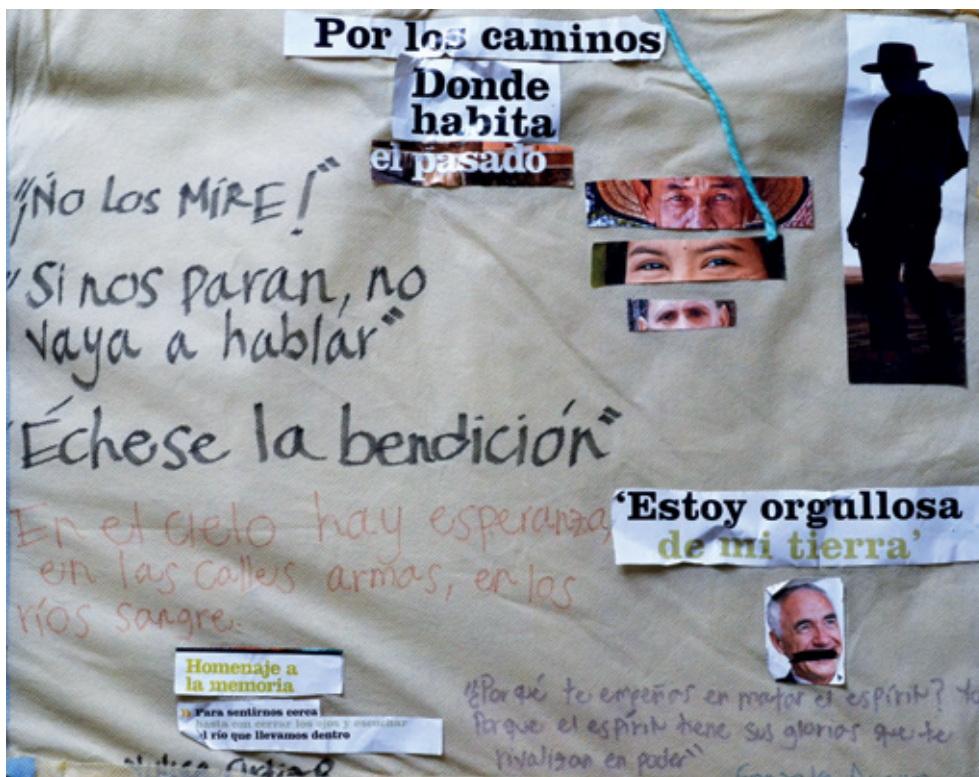 Por los caminos
Donde
habita
el pasado
"¡No Los MÍRE!"
"Si nos paran, no
vaya a hablár"
"Échese la bendición"
En el cielo hay esperanza,
en las calles armas, en los
ríos sangre.
'Estoy orgullosa
de mi tierra'
Homenaje a
la memoria
Para sentirnos cerca
basta con cerrar los ojos y escuchar
el río que llevamos dentro
"¿Por qué te empeñas en matar el espíritu?
Porque el espíritu tiene sus glorias que te
rivalizan en poder"